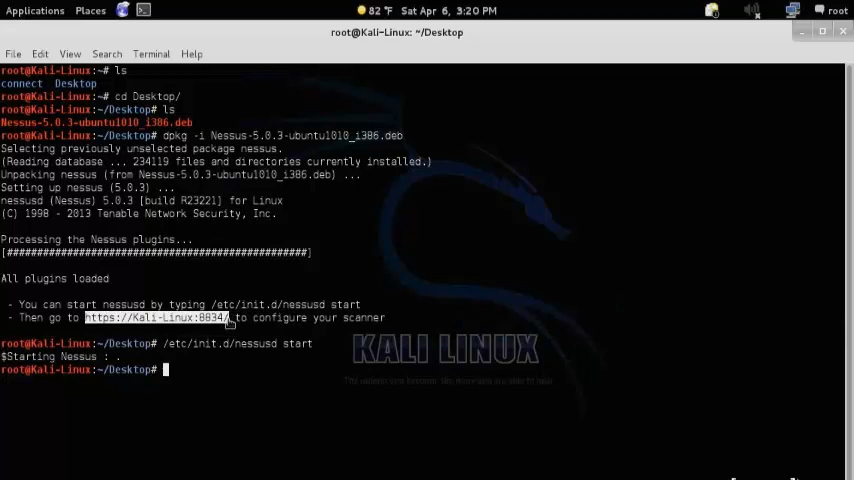 Applications Places 82 °F Sat Apr 6, 3:20 PM root
root@Kali-Linux: ~/Desktop
File Edit View Search Terminal Help
root@Kali-Linux:~# ls
connect Desktop
root@Kali-Linux:~# cd Desktop/
root@Kali-Linux:~/Desktop# ls
Nessus-5.0.3-ubuntu1010_i386.deb
root@Kali-Linux:~/Desktop# dpkg -i Nessus-5.0.3-ubuntu1010_i386.deb
Selecting previously unselected package nessus.
(Reading database ... 234119 files and directories currently installed.)
Unpacking nessus (from Nessus-5.0.3-ubuntu1010_i386.deb) ...
Setting up nessus (5.0.3) ...
nessusd (Nessus) 5.0.3 [build R23221] for Linux
(C) 1998 - 2013 Tenable Network Security, Inc.
Processing the Nessus plugins...
[##################################################]
All plugins loaded
- You can start nessusd by typing /etc/init.d/nessusd start
- Then go to https://Kali-Linux:8834/ to configure your scanner
root@Kali-Linux:~/Desktop# /etc/init.d/nessusd start
$Starting Nessus : .
root@Kali-Linux:~/Desktop#
KALI LINUX